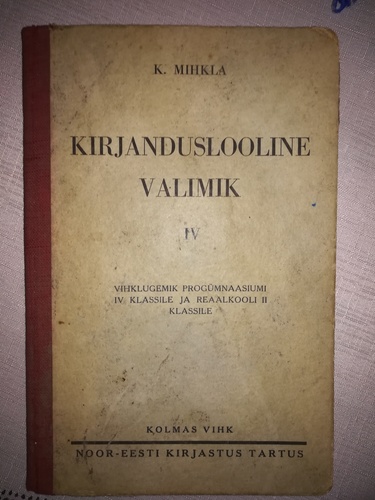 K. MIHKLA
KIRJANDUSLOOLINE
VALIMIK
IV
VIHKLUGEMIK PROGÜMNAASIUMI
IV KLASSILE JA REAALKOOLI II
KLASSILE
KOLMAS VIHK
NOOR-EESTI KIRJASTUS TARTUS